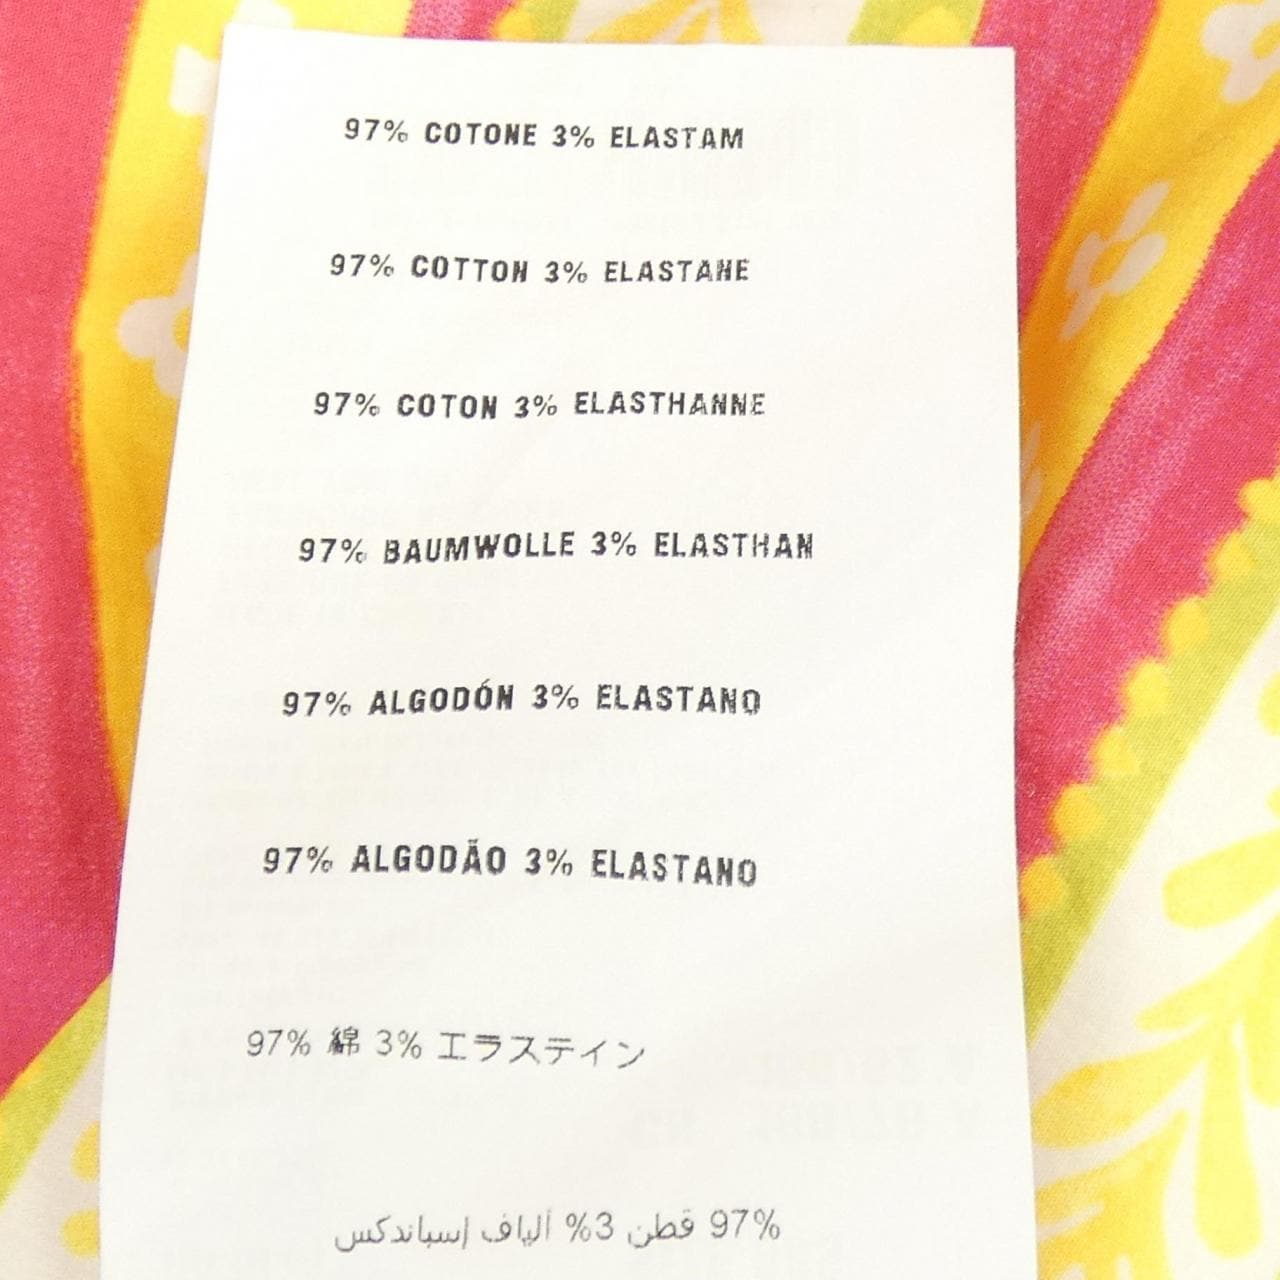 97% COTONE 3% ELASTAM
97% COTTON 3% ELASTANE
97% COTON 3% ELASTHANNE
97% BAUMWOLLE 3% ELASTHAN
97% ALGODÓN 3% ELASTANO
97% ALGODÃO 3% ELASTANO
97% 綿 3% エラステイン
97% قطن 3% ألياف إسباندكس